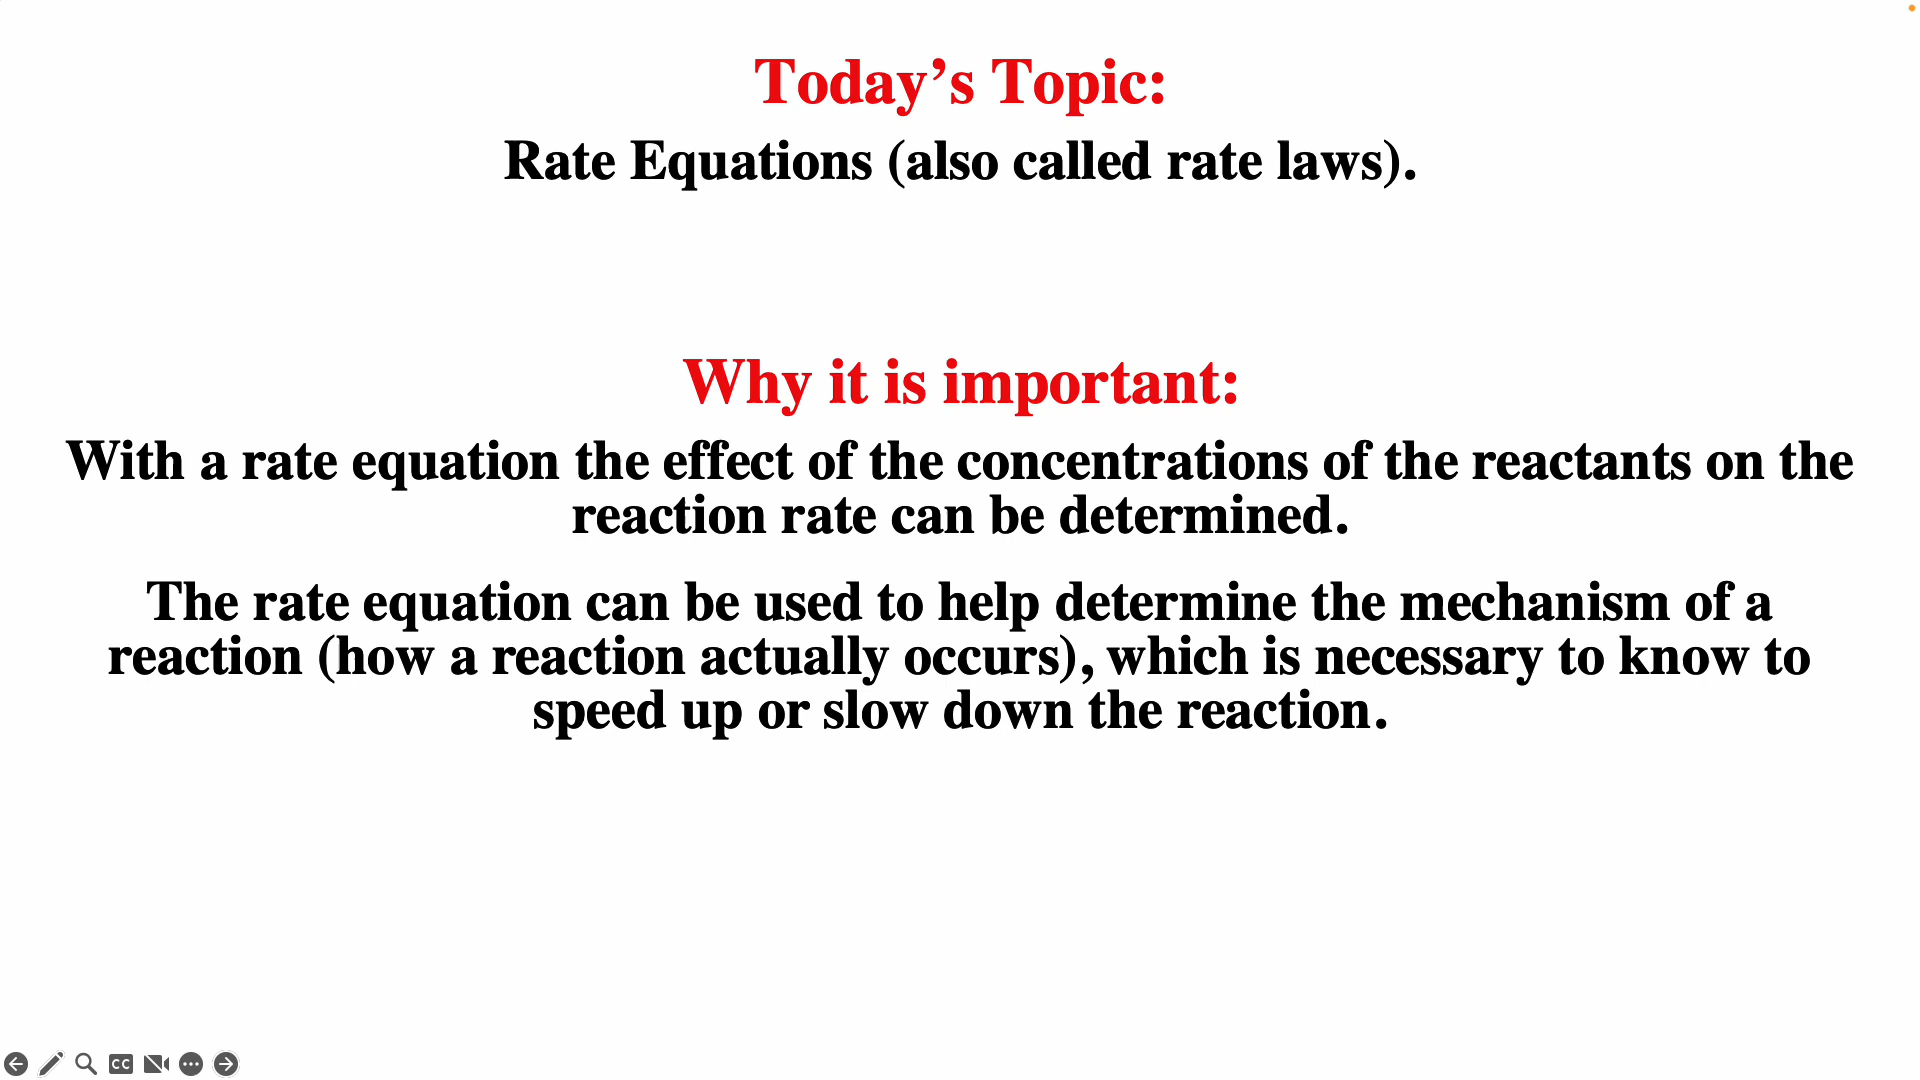 Today’s Topic:
Rate Equations (also called rate laws).
Why it is important:
With a rate equation the effect of the concentrations of the reactants on the
reaction rate can be determined.
The rate equation can be used to help determine the mechanism of a
reaction (how a reaction actually occurs), which is necessary to know to
speed up or slow down the reaction.
CC